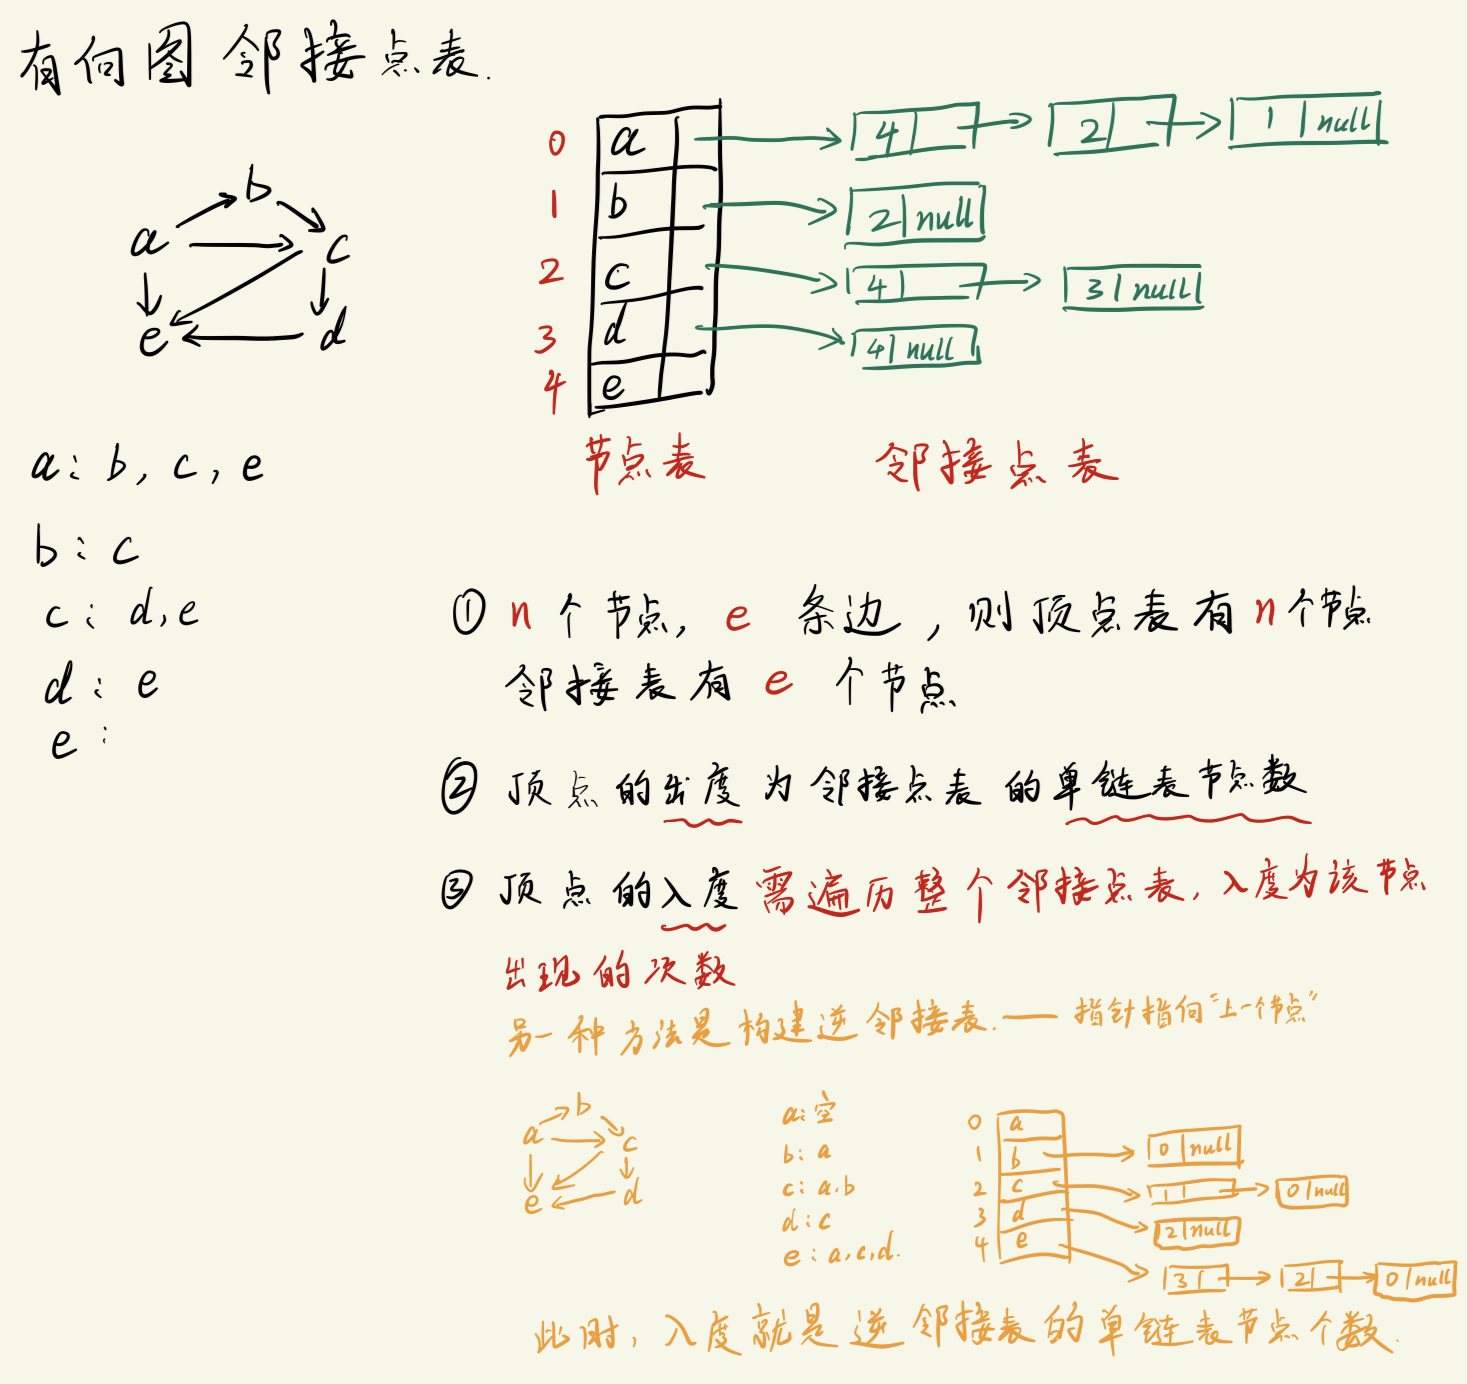 有向图 邻接点表.
b
a
c
e
d
0 a 4 2 1 null
1 b 2 null
2 c 4 3 null
3 d 4 null
4 e
节点表 邻接点表
a: b, c, e
b: c
c: d, e
d: e
e:
① n 个节点, e 条边, 则顶点表有 n 个节点
邻接表有 e 个节点
② 顶点的出度为邻接点表的单链表节点数
③ 顶点的入度需遍历整个邻接点表, 入度为该节点
出现的次数
另一种方法是构建逆邻接表. —— 指针指向“上一个节点”
b
a
c
e
d
a: 空
b: a
c: a.b
d: c
e: a,c,d.
0 a
1 b 0 null
2 c 1 0 null
3 d 2 null
4 e 3 2 0 null
此时, 入度就是逆邻接表的单链表节点个数.